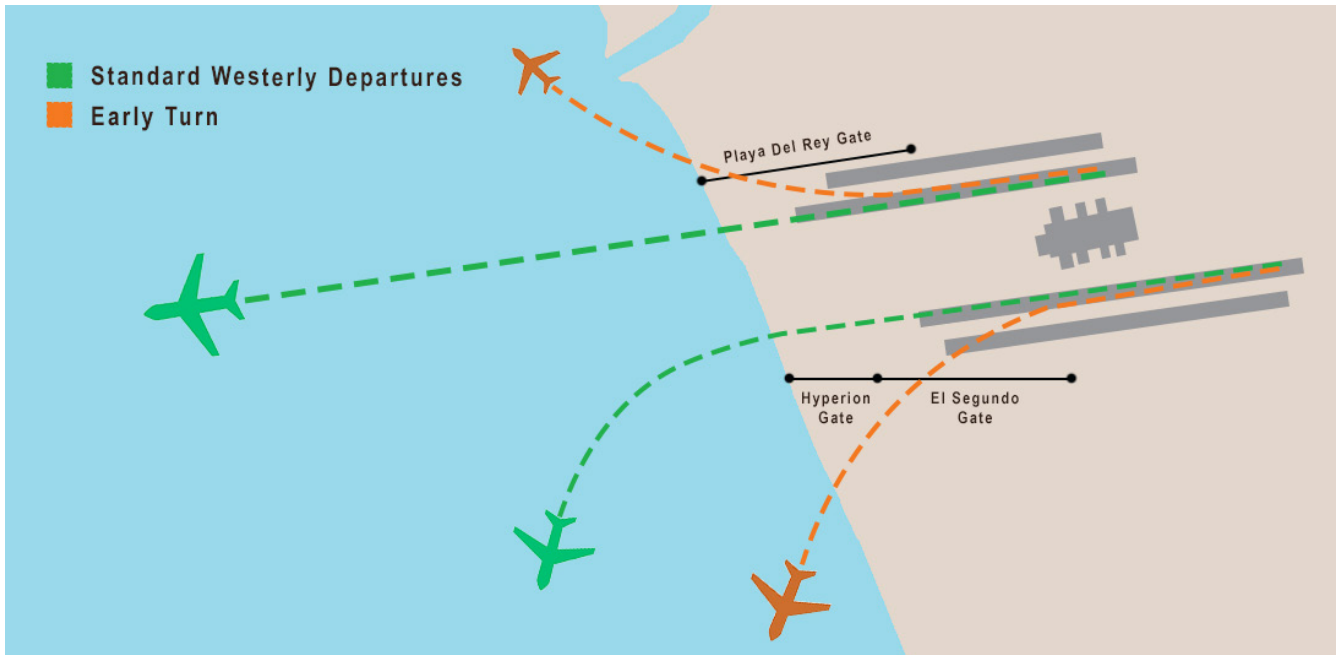 Standard Westerly Departures
Early Turn
Playa Del Rey Gate
Hyperion
Gate
El Segundo
Gate